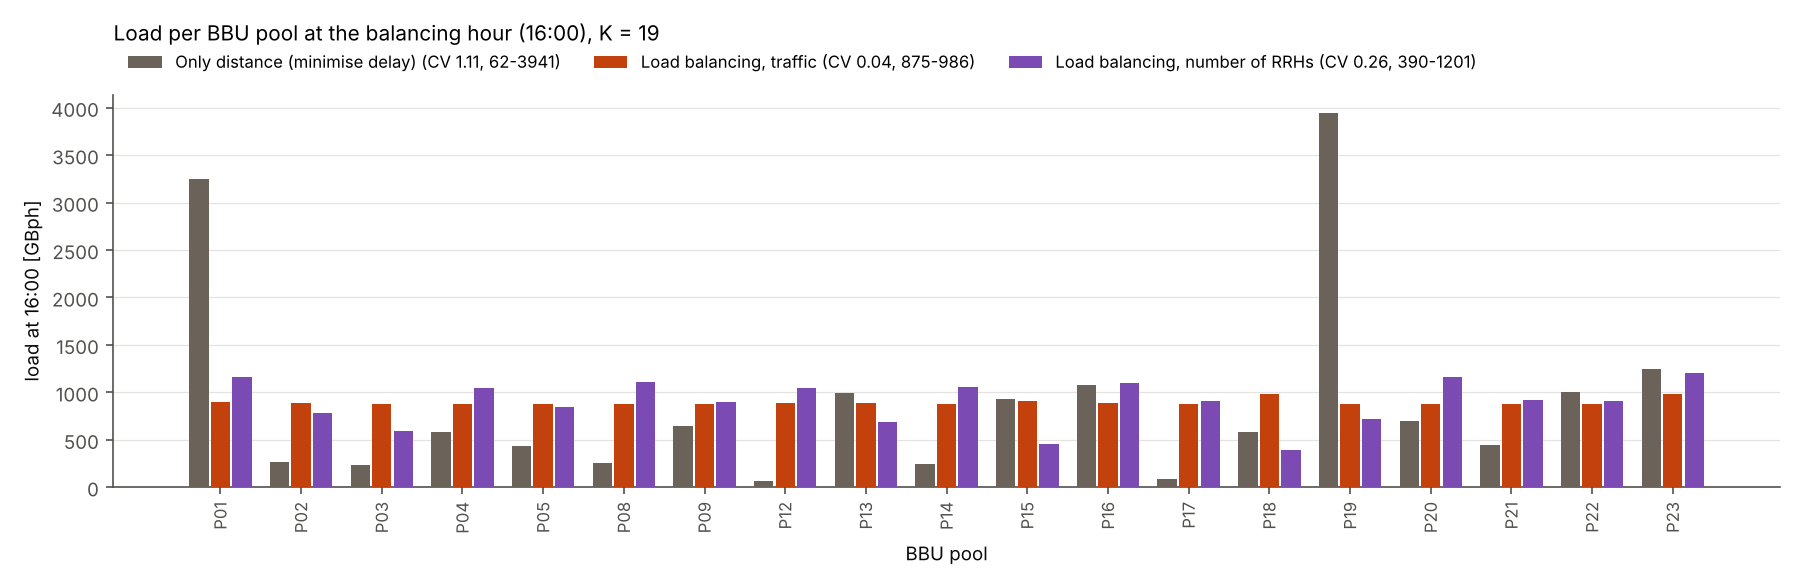 Load per BBU pool at the balancing hour (16:00), K = 19
Only distance (minimise delay) (CV 1.11, 62-3941)
Load balancing, traffic (CV 0.04, 875-986)
Load balancing, number of RRHs (CV 0.26, 390-1201)
load at 16:00 [GBph]
4000
3500
3000
2500
2000
1500
1000
500
0
P01
P02
P03
P04
P05
P08
P09
P12
P13
P14
P15
P16
P17
P18
P19
P20
P21
P22
P23
BBU pool